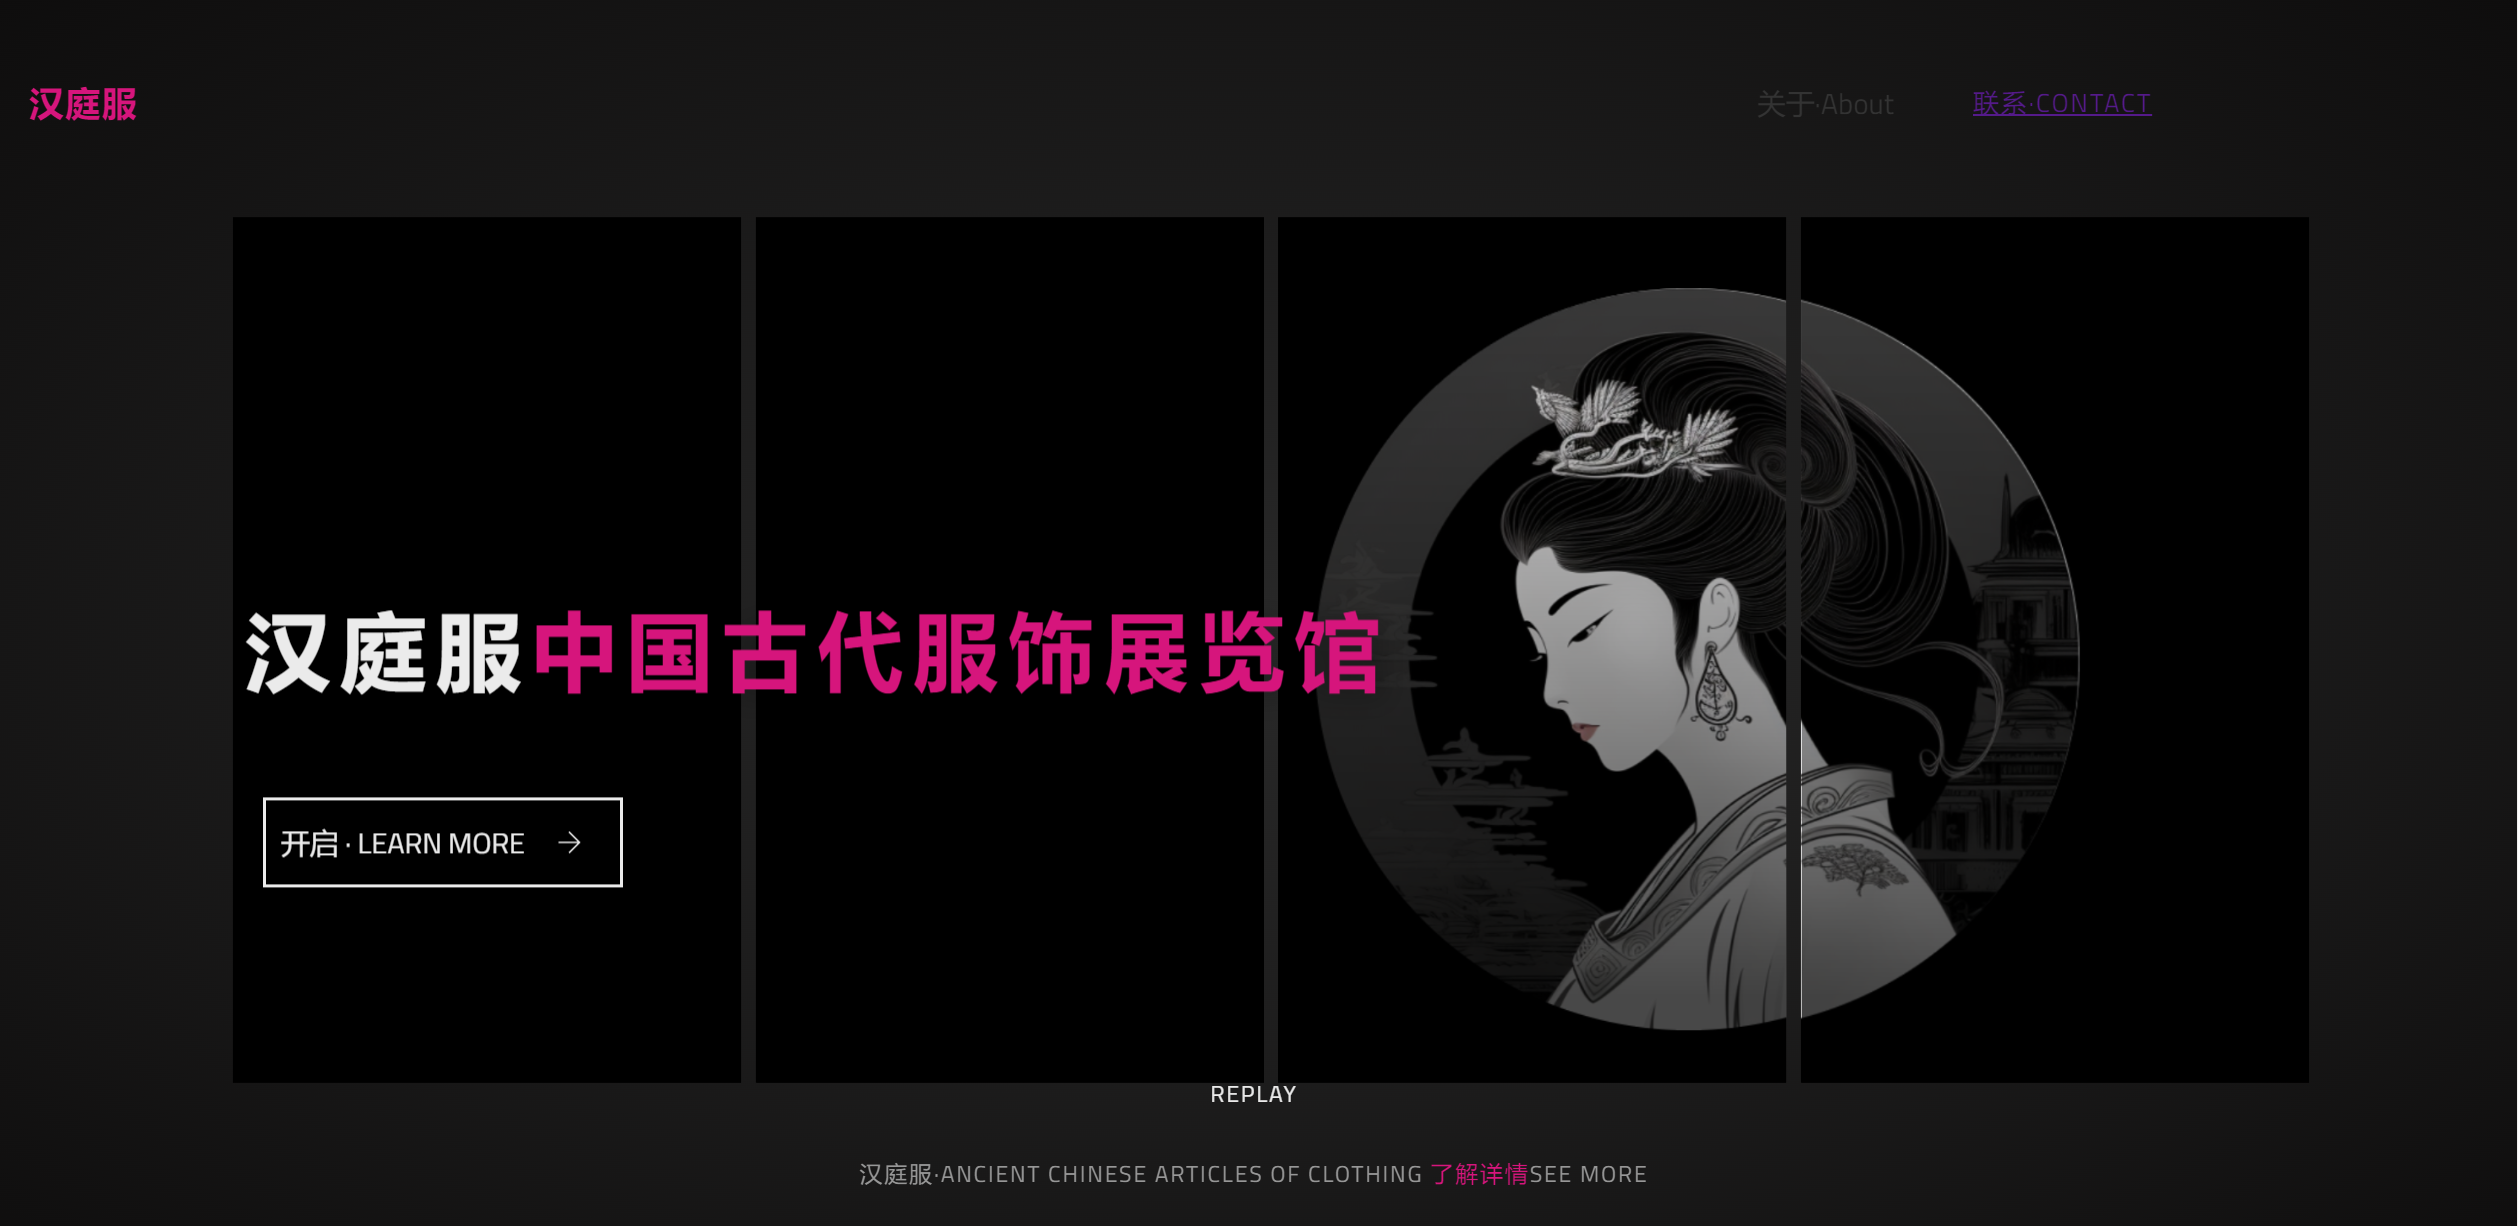 汉庭服
关于·About
联系·CONTACT
汉庭服中国古代服饰展览馆
开启 · LEARN MORE
REPLAY
汉庭服·ANCIENT CHINESE ARTICLES OF CLOTHING 了解详情SEE MORE